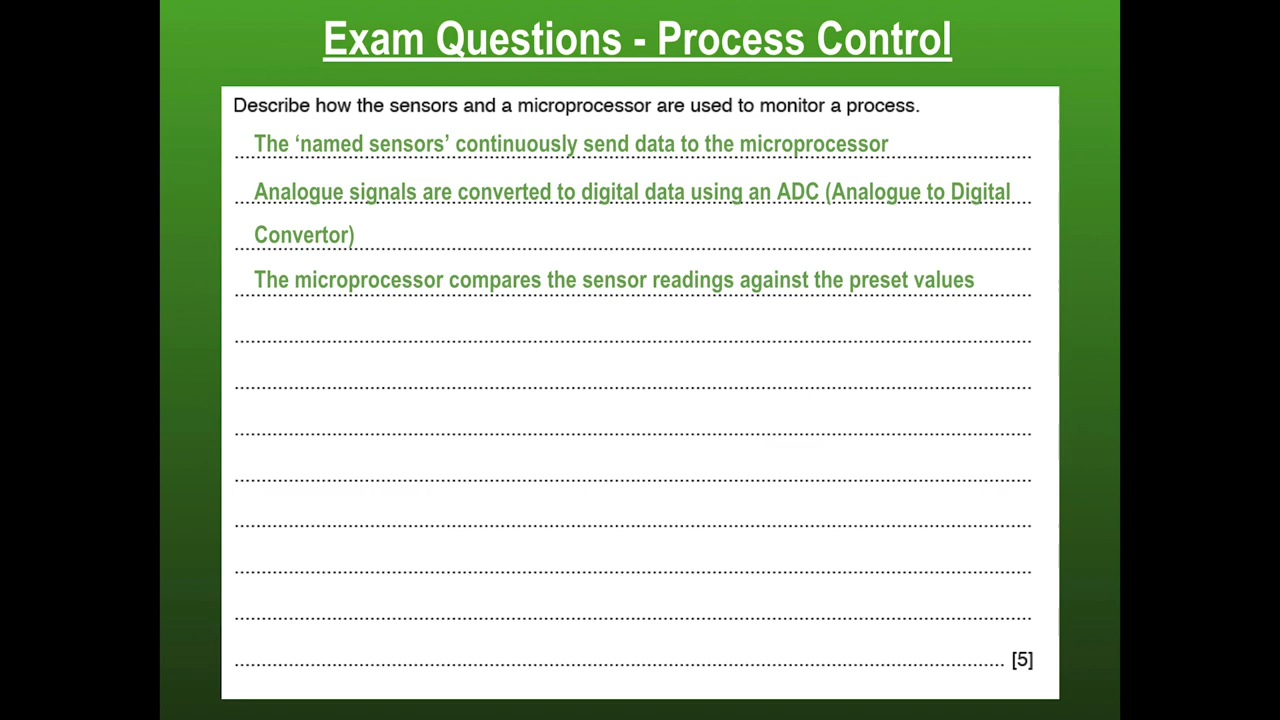 Exam Questions - Process Control
Describe how the sensors and a microprocessor are used to monitor a process.
The ‘named sensors’ continuously send data to the microprocessor
Analogue signals are converted to digital data using an ADC (Analogue to Digital
Convertor)
The microprocessor compares the sensor readings against the preset values
[5]